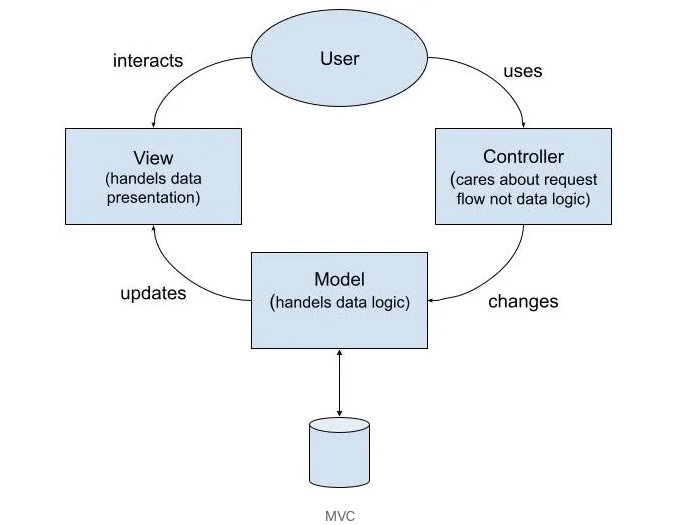 User
interacts
uses
View
(handels data
presentation)
Controller
(cares about request
flow not data logic)
Model
(handels data logic)
updates
changes
MVC